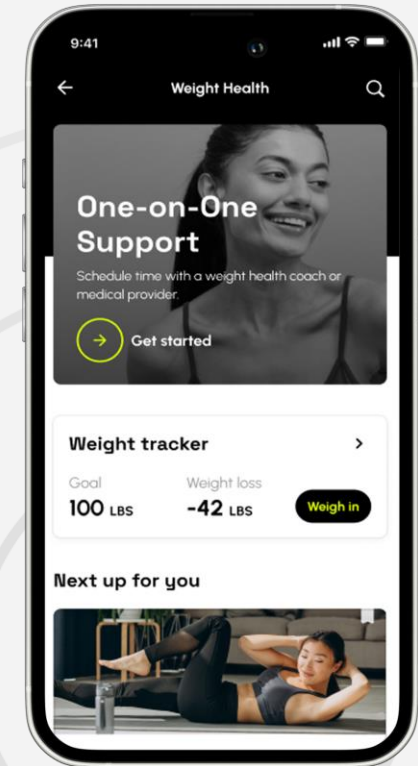 9:41
Weight Health
One-on-One
Support
Schedule time with a weight health coach or
medical provider.
Get started
Weight tracker
Goal
Weight loss
100 LBS
-42 LBS
Weigh in
Next up for you